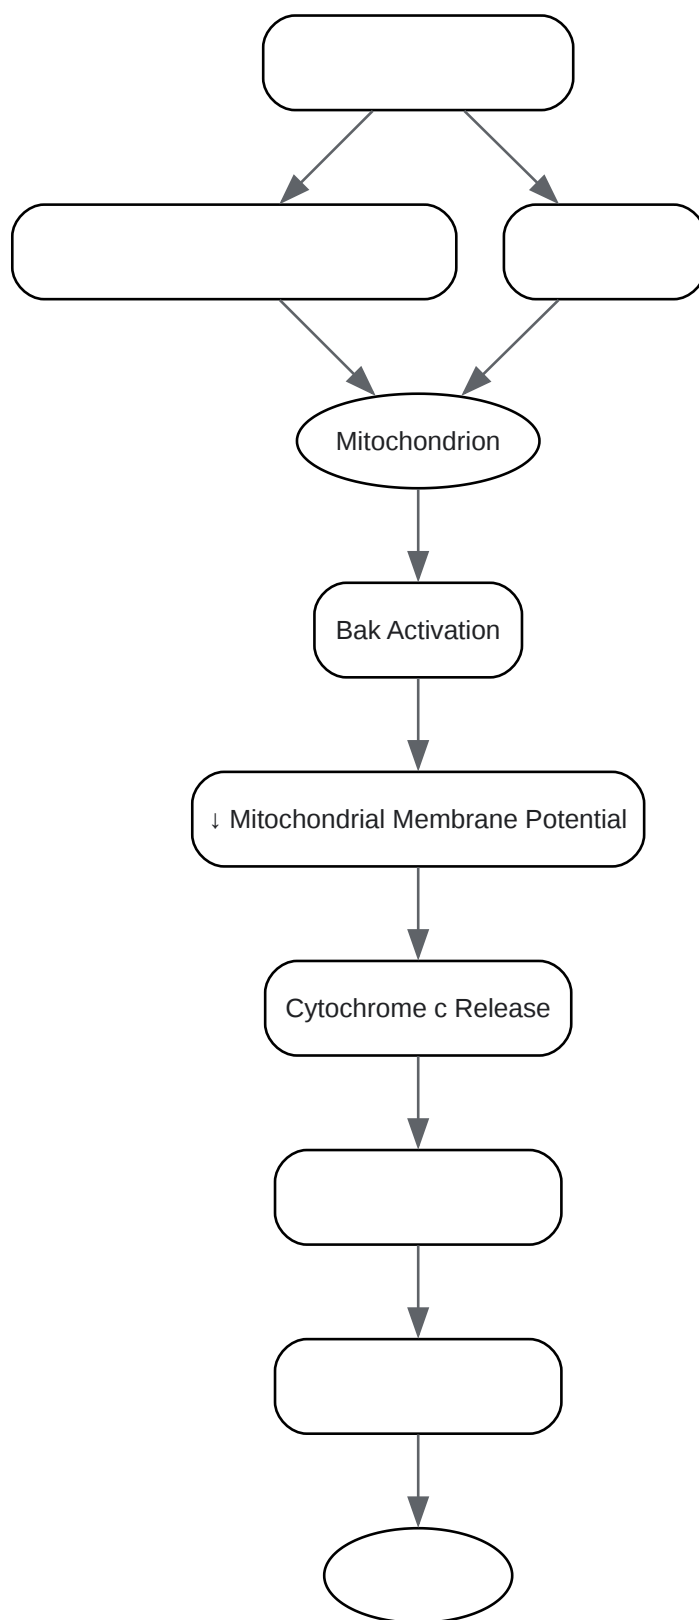 Mitochondrion
Bak Activation
↓ Mitochondrial Membrane Potential
Cytochrome c Release